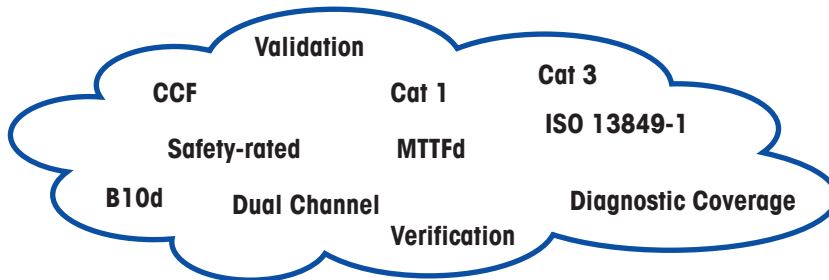 Validation
Cat 3
CCF
Cat 1
ISO 13849-1
Safety-rated
MTTFd
B10d
Dual Channel
Diagnostic Coverage
Verification